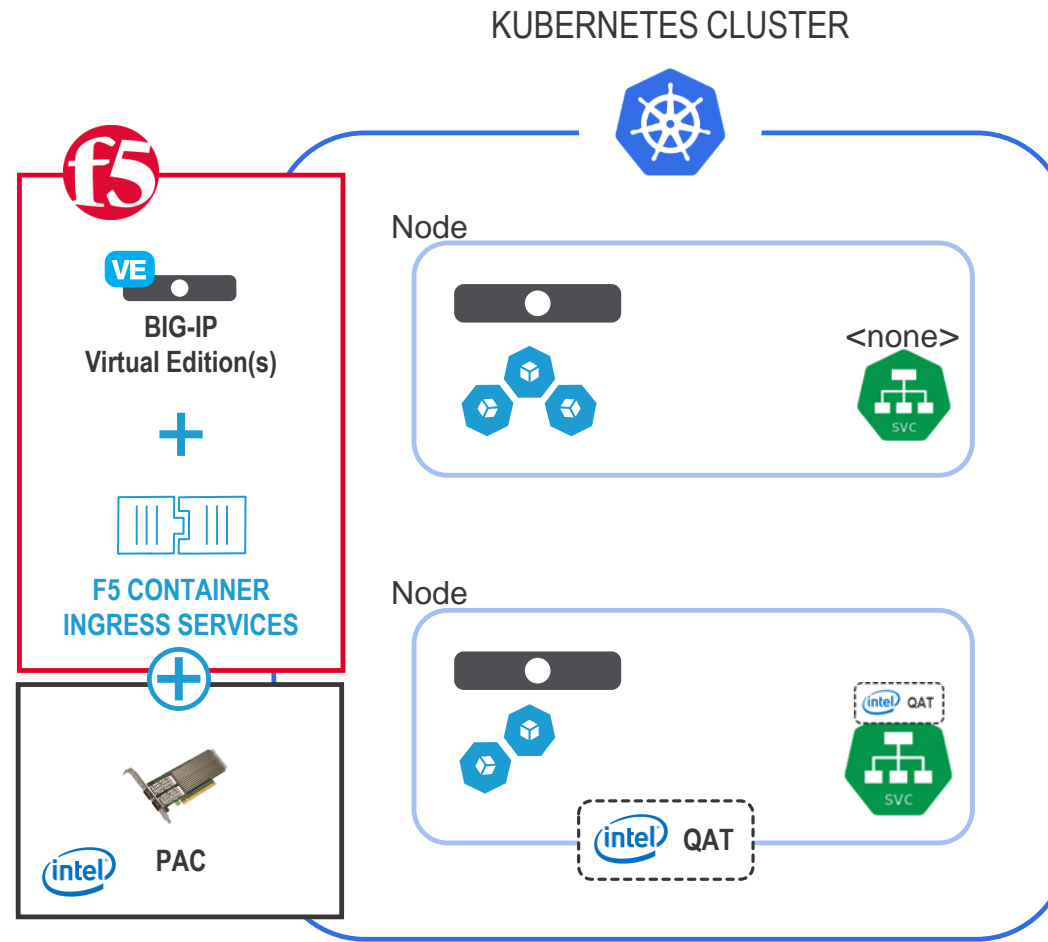 KUBERNETES CLUSTER
f5
VE
BIG-IP
Virtual Edition(s)
F5 CONTAINER
INGRESS SERVICES
intel
PAC
Node
<none>
SVC
Node
intel QAT
SVC
intel QAT